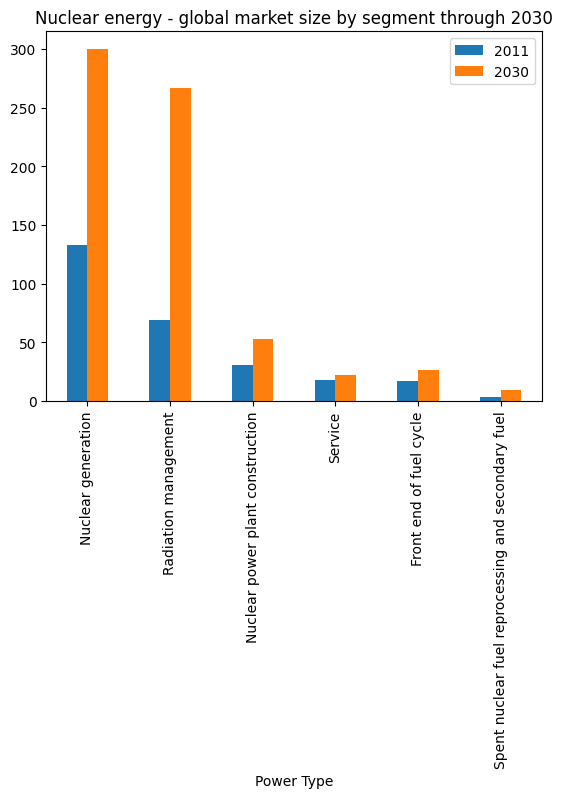 Nuclear energy - global market size by segment through 2030
2011
2030
300
250
200
150
100
50
0
Nuclear generation
Radiation management
Nuclear power plant construction
Service
Front end of fuel cycle
Spent nuclear fuel reprocessing and secondary fuel
Power Type